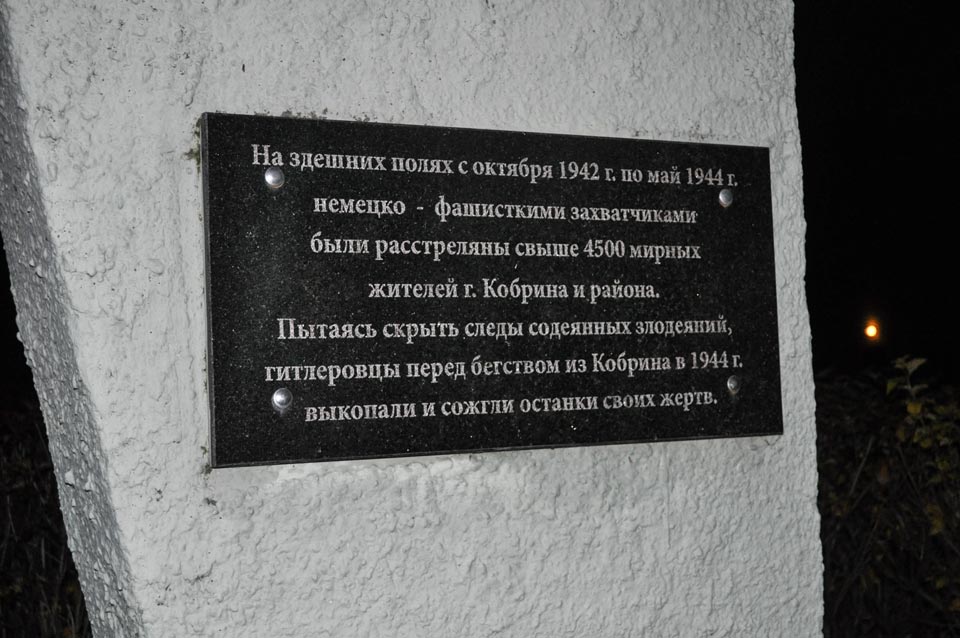 На здешних полях с октября 1942 г. по май 1944 г.
немецко - фашисткими захватчиками
были расстреляны свыше 4500 мирных
жителей г. Кобрина и района.
Пытаясь скрыть следы содеянных злодеяний,
гитлеровцы перед бегством из Кобрина в 1944 г.
выкопали и сожгли останки своих жертв.